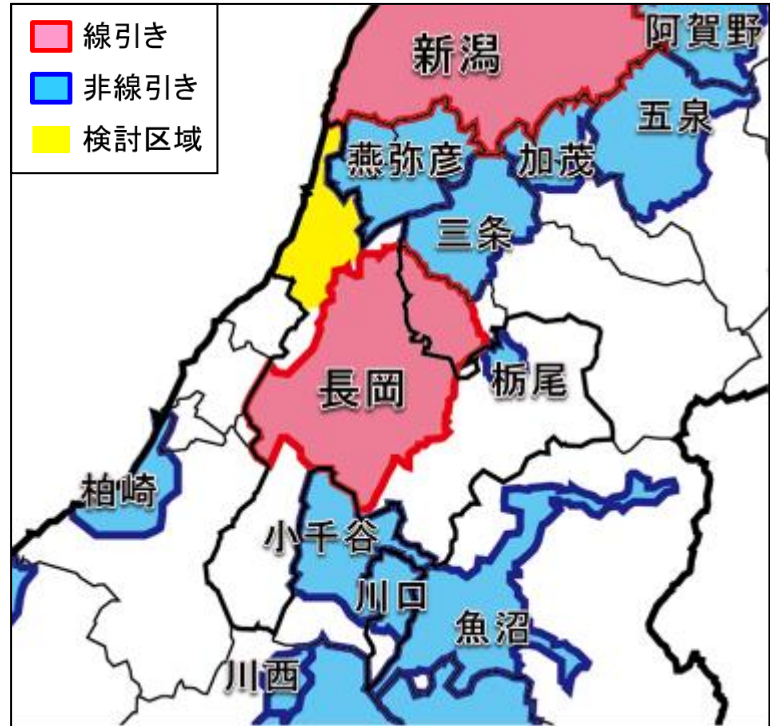 線引き
非線引き
検討区域
新潟
阿賀野
五泉
燕弥彦
加茂
三条
長岡
栃尾
柏崎
小千谷
川口
魚沼
川西